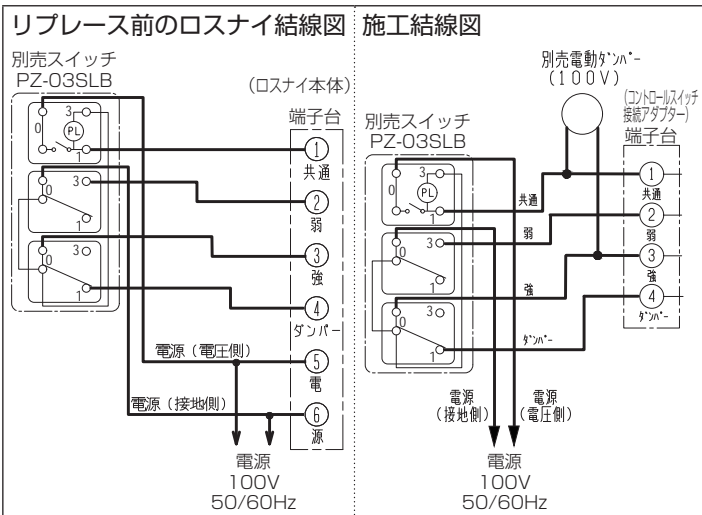 リプレース前のロスナイ結線図
別売スイッチ
PZ-03SLB
(ロスナイ本体)
端子台
3
0
PL
1
①
共通
0
3
1
②
弱
0
3
1
③
強
④
ダンパー
電源(電圧側)
⑤
電
電源(接地側)
⑥
源
電源
100V
50/60Hz
施工結線図
別売電動ダンパー
(100V)
(コントロールスイッチ
接続アダプター)
端子台
別売スイッチ
PZ-03SLB
3
0
PL
1
共通
①
共通
0
3
1
弱
②
弱
0
3
1
強
③
強
ダンパー
④
ダンパー
電源
(接地側)
電源
(電圧側)
電源
100V
50/60Hz